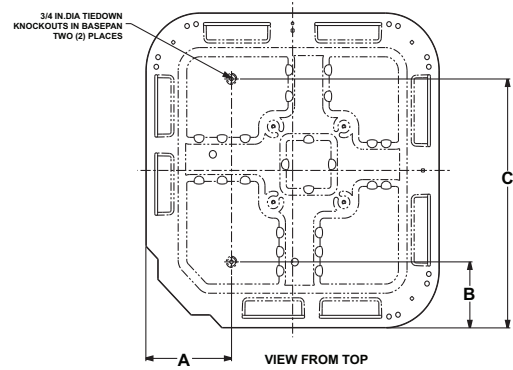 3/4 IN.DIA TIEDOWN
KNOCKOUTS IN BASEPAN
TWO (2) PLACES
C
B
A
VIEW FROM TOP